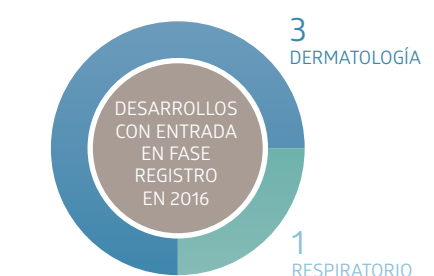 3
DERMATOLOGÍA
DESARROLLOS
CON ENTRADA
EN FASE
REGISTRO
EN 2016
1
RESPIRATORIO